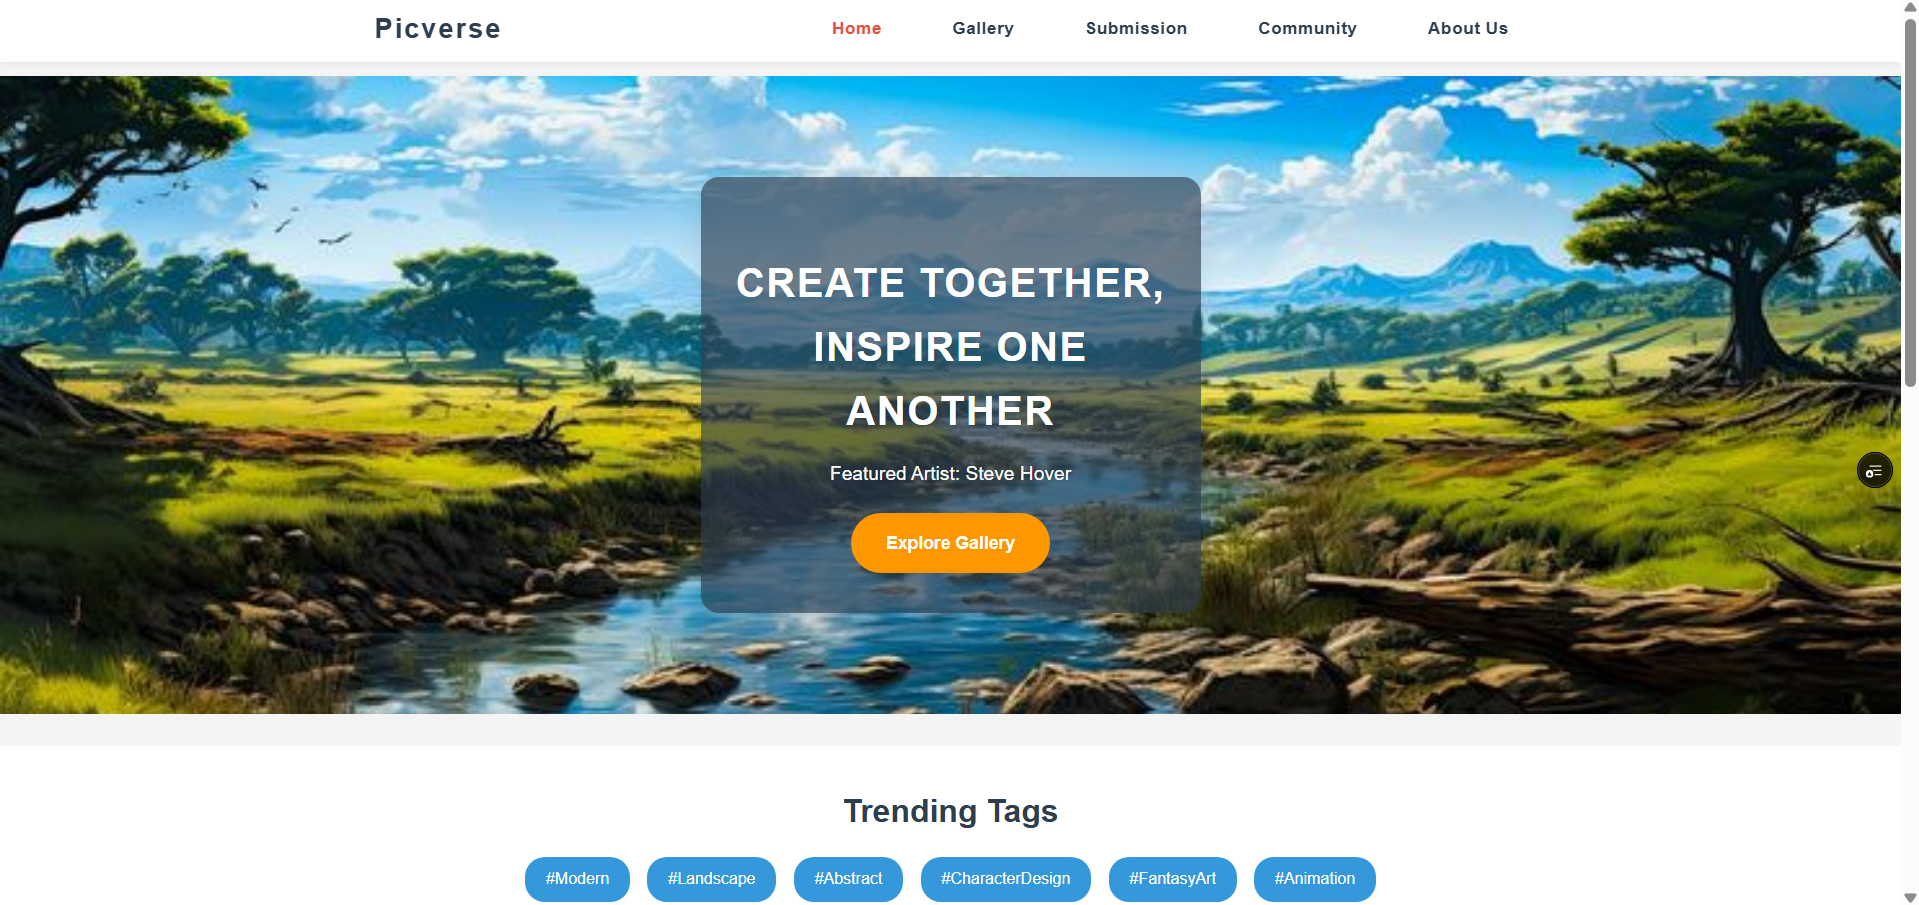 Picverse
Home
Gallery
Submission
Community
About Us
CREATE TOGETHER,
INSPIRE ONE
ANOTHER
Featured Artist: Steve Hover
Explore Gallery
Trending Tags
#Modern
#Landscape
#Abstract
#CharacterDesign
#FantasyArt
#Animation